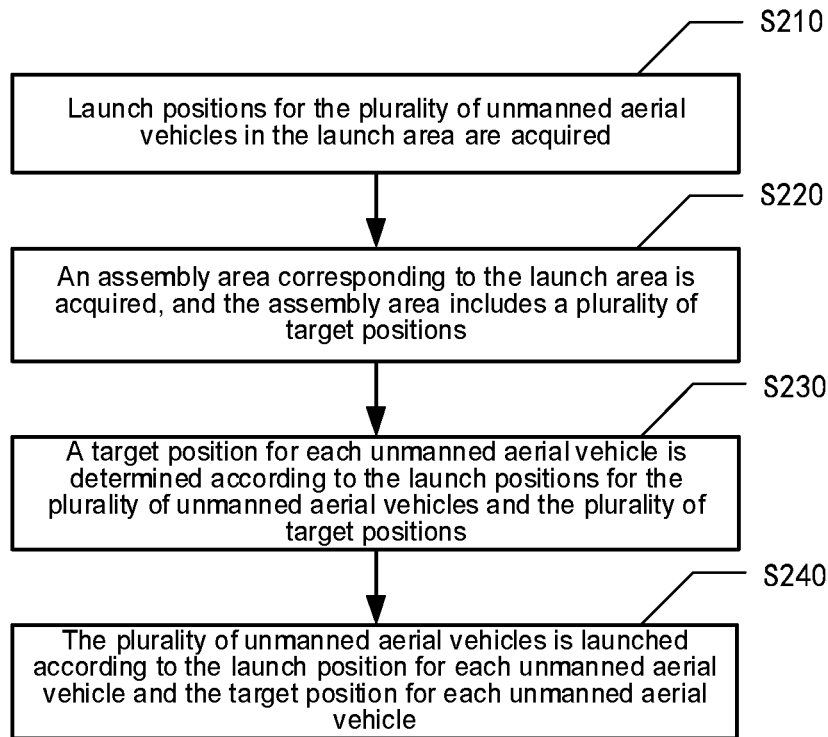 S210
Launch positions for the plurality of unmanned aerial
vehicles in the launch area are acquired
S220
An assembly area corresponding to the launch area is
acquired, and the assembly area includes a plurality of
target positions
S230
A target position for each unmanned aerial vehicle is
determined according to the launch positions for the
plurality of unmanned aerial vehicles and the plurality of
target positions
S240
The plurality of unmanned aerial vehicles is launched
according to the launch position for each unmanned aerial
vehicle and the target position for each unmanned aerial
vehicle